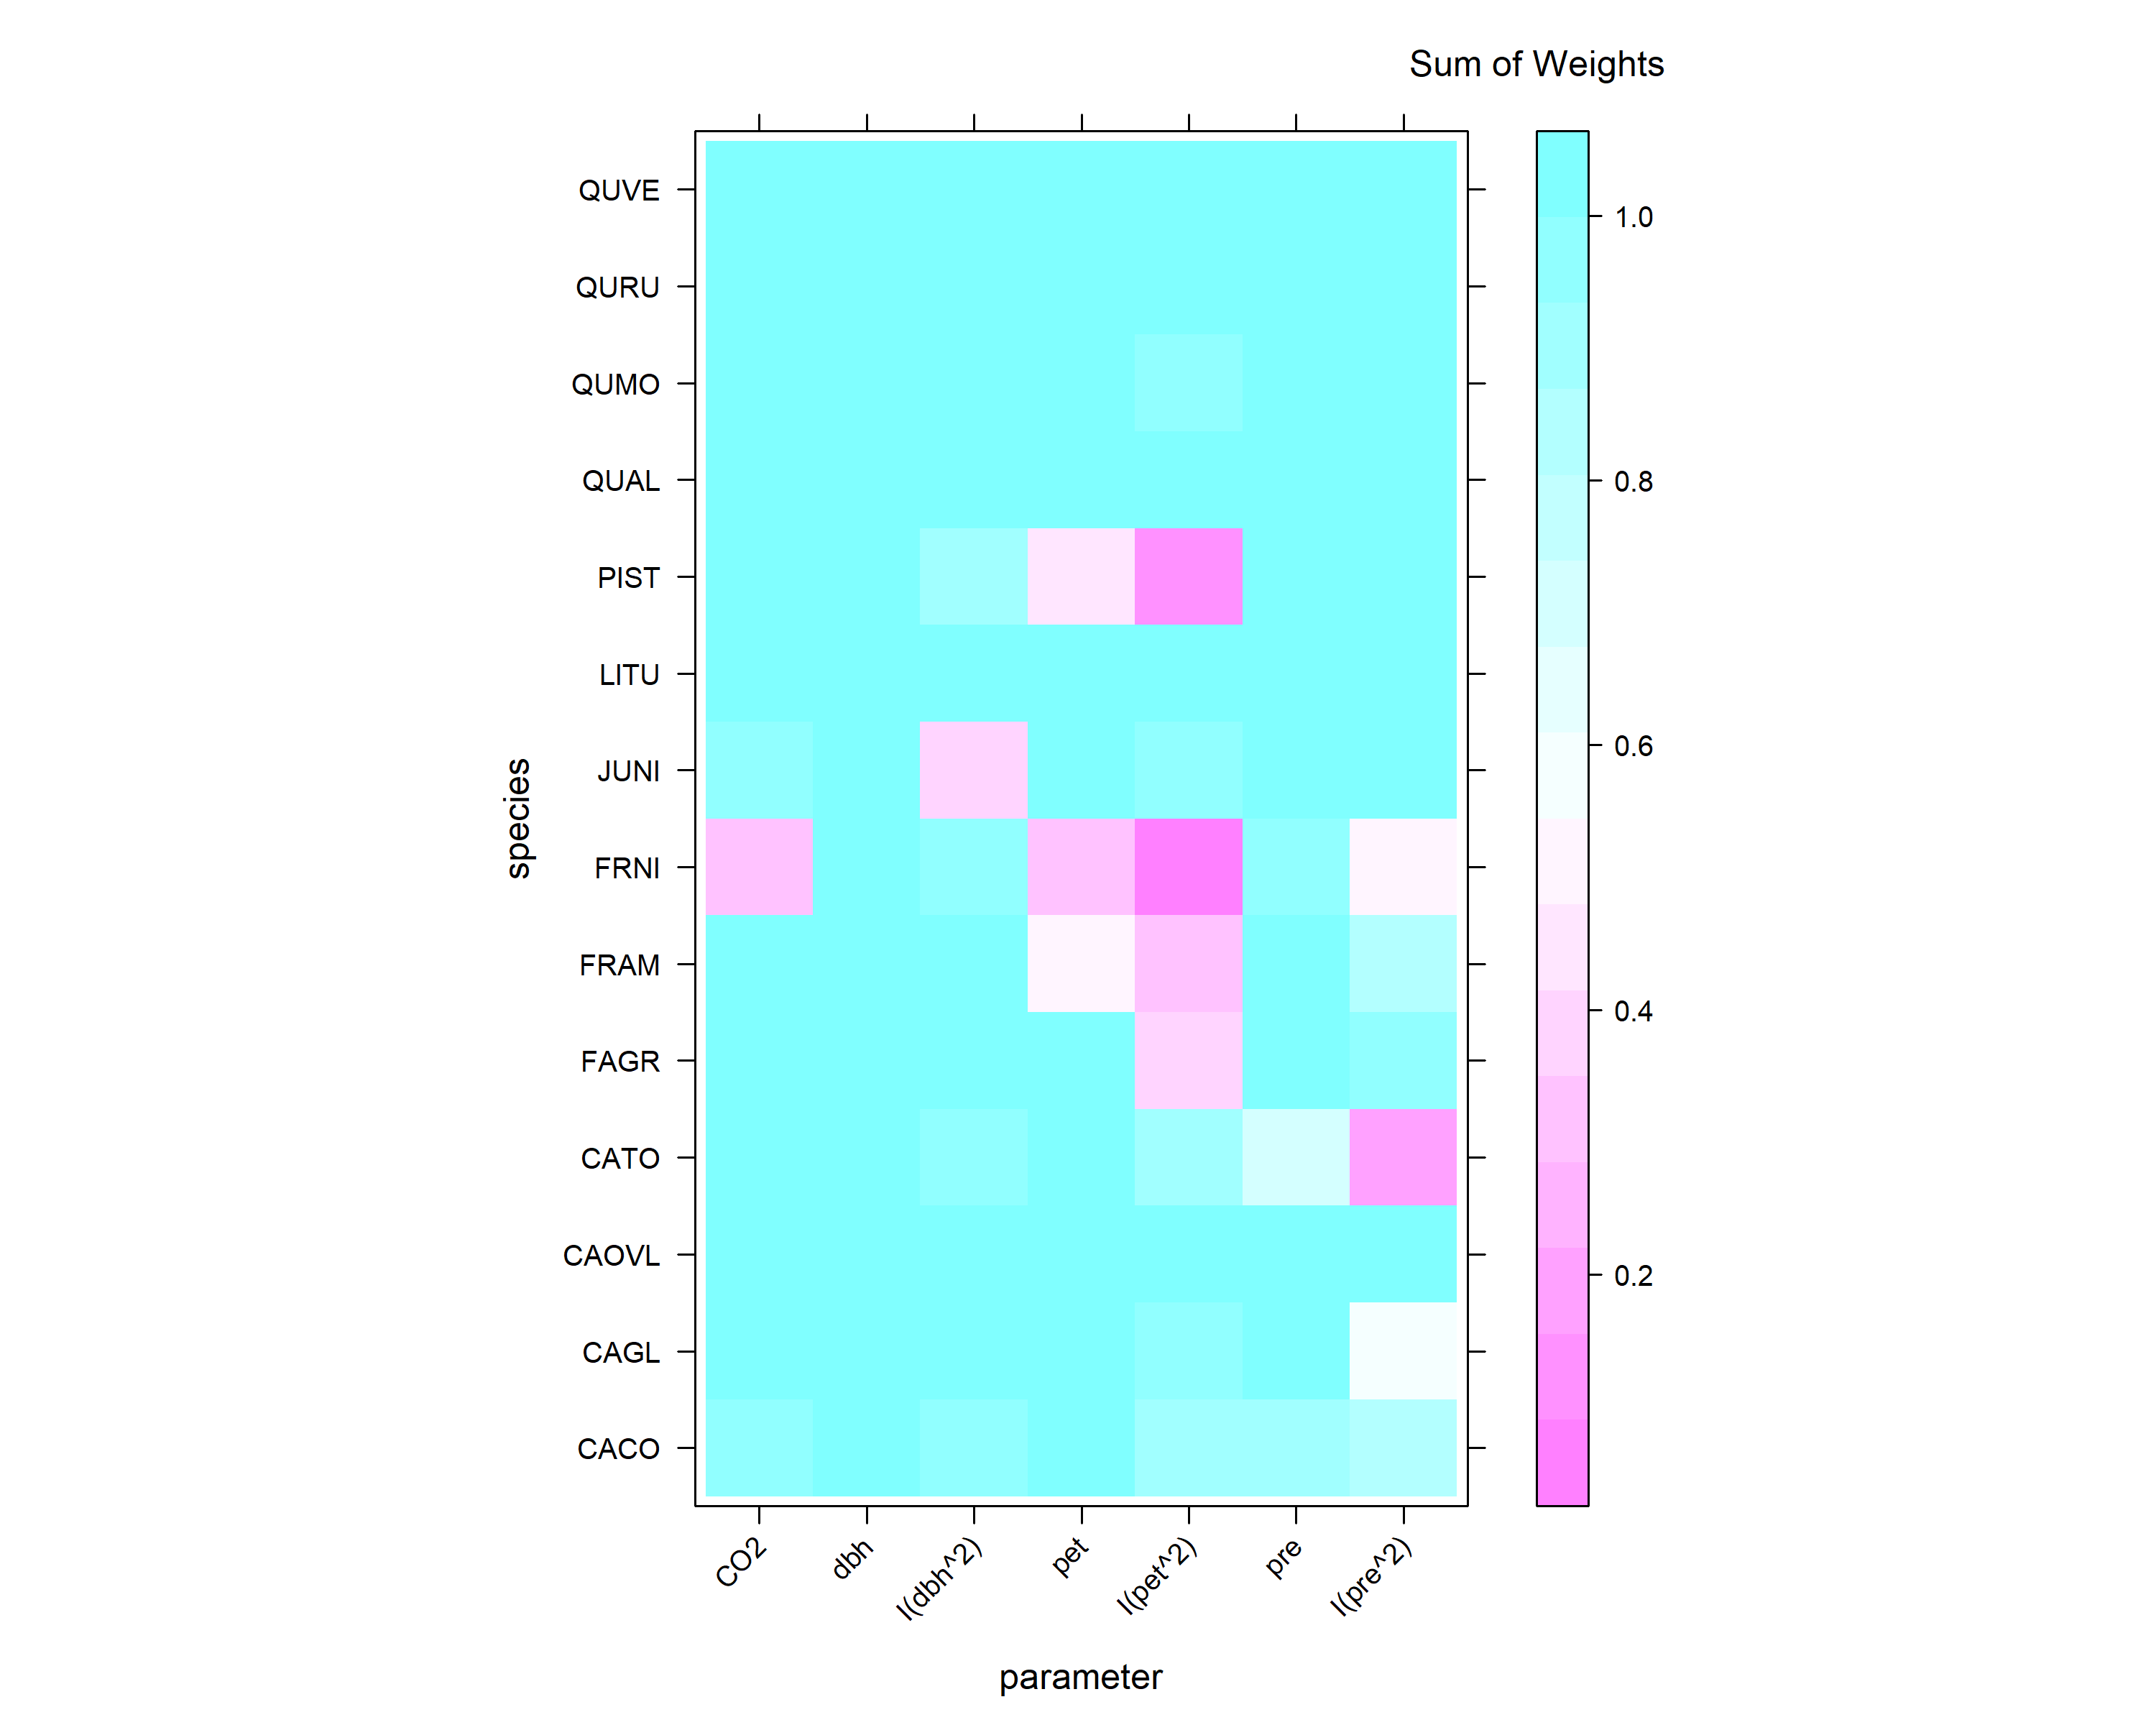 Sum of Weights
QUVE
QURU
QUMO
QUAL
PIST
LITU
JUNI
FRNI
FRAM
FAGR
CATO
CAOVL
CAGL
CACO
species
1.0
0.8
0.6
0.4
0.2
CO2
dbh
I(dbh^2)
pet
I(pet^2)
pre
I(pre^2)
parameter